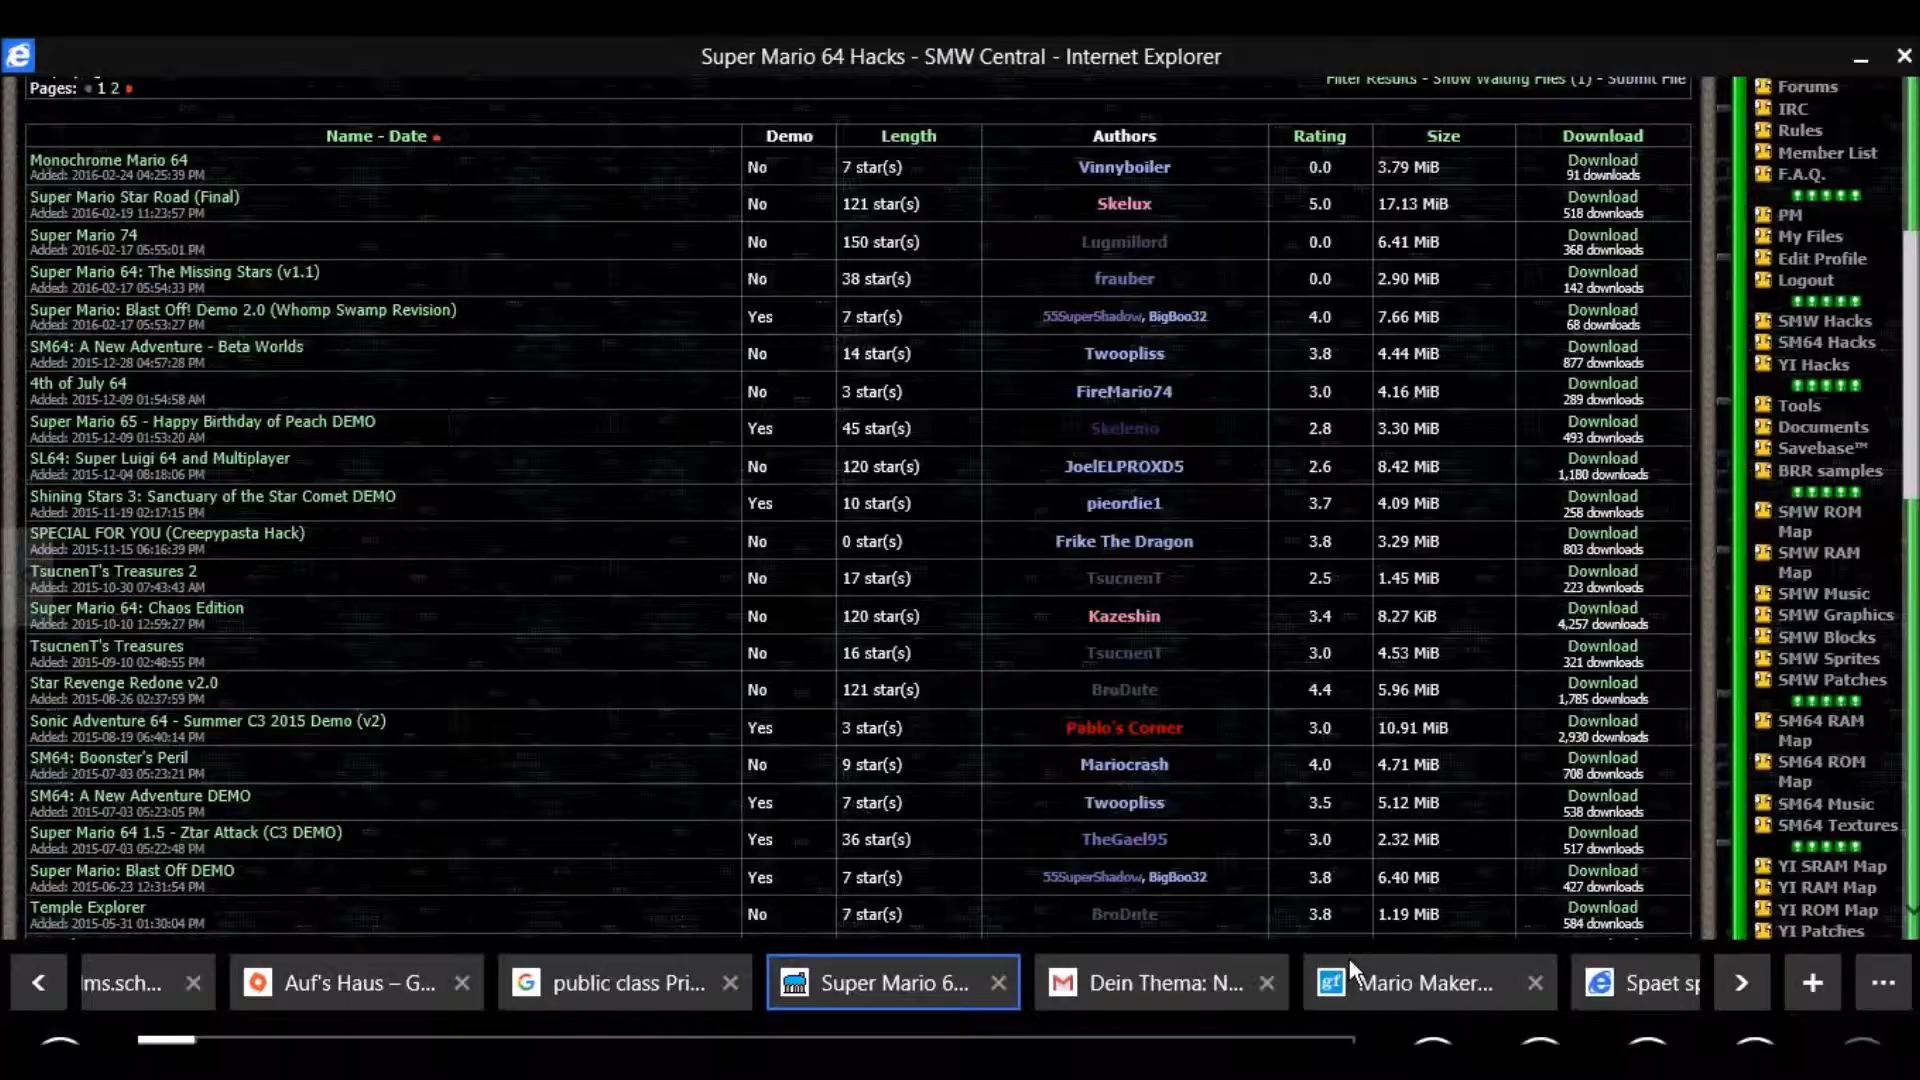 Super Mario 64 Hacks - SMW Central - Internet Explorer
Pages: 1 2
Filter Results - Show Waiting Files (1) - Submit File
Name - Date Demo Length Authors Rating Size Download
Monochrome Mario 64 No 7 star(s) Vinnyboiler 0.0 3.79 MiB Download
Added: 2016-02-24 04:25:39 PM 91 downloads
Super Mario Star Road (Final) No 121 star(s) Skelux 5.0 17.13 MiB Download
Added: 2016-02-19 11:23:57 PM 518 downloads
Super Mario 74 No 150 star(s) Lugmillord 0.0 6.41 MiB Download
Added: 2016-02-17 05:55:01 PM 368 downloads
Super Mario 64: The Missing Stars (v1.1) No 38 star(s) frauber 0.0 2.90 MiB Download
Added: 2016-02-17 05:54:33 PM 142 downloads
Super Mario: Blast Off! Demo 2.0 (Whomp Swamp Revision) Yes 7 star(s) 55SuperShadow, BigBoo32 4.0 7.66 MiB Download
Added: 2016-02-17 05:53:27 PM 68 downloads
SM64: A New Adventure - Beta Worlds No 14 star(s) Twoopliss 3.8 4.44 MiB Download
Added: 2015-12-28 04:57:28 PM 877 downloads
4th of July 64 No 3 star(s) FireMario74 3.0 4.16 MiB Download
Added: 2015-12-09 01:54:58 AM 289 downloads
Super Mario 65 - Happy Birthday of Peach DEMO Yes 45 star(s) Skelemo 2.8 3.30 MiB Download
Added: 2015-12-09 01:53:20 AM 493 downloads
SL64: Super Luigi 64 and Multiplayer No 120 star(s) JoelELPROXD5 2.6 8.42 MiB Download
Added: 2015-12-04 08:18:06 PM 1,180 downloads
Shining Stars 3: Sanctuary of the Star Comet DEMO Yes 10 star(s) pieordie1 3.7 4.09 MiB Download
Added: 2015-11-19 02:17:15 PM 258 downloads
SPECIAL FOR YOU (Creepypasta Hack) No 0 star(s) Frike The Dragon 3.8 3.29 MiB Download
Added: 2015-11-15 06:16:39 PM 803 downloads
TsucnenT's Treasures 2 No 17 star(s) TsucnenT 2.5 1.45 MiB Download
Added: 2015-10-30 07:43:43 AM 223 downloads
Super Mario 64: Chaos Edition No 120 star(s) Kazeshin 3.4 8.27 KiB Download
Added: 2015-10-10 12:59:27 PM 4,257 downloads
TsucnenT's Treasures No 16 star(s) TsucnenT 3.0 4.53 MiB Download
Added: 2015-09-10 02:48:55 PM 321 downloads
Star Revenge Redone v2.0 No 121 star(s) BroDute 4.4 5.96 MiB Download
Added: 2015-08-26 02:37:59 PM 1,785 downloads
Sonic Adventure 64 - Summer C3 2015 Demo (v2) Yes 3 star(s) Pablo's Corner 3.0 10.91 MiB Download
Added: 2015-08-19 06:40:14 PM 2,930 downloads
SM64: Boonster's Peril No 9 star(s) Mariocrash 4.0 4.71 MiB Download
Added: 2015-07-03 05:23:21 PM 708 downloads
SM64: A New Adventure DEMO Yes 7 star(s) Twoopliss 3.5 5.12 MiB Download
Added: 2015-07-03 05:23:05 PM 538 downloads
Super Mario 64 1.5 - Ztar Attack (C3 DEMO) Yes 36 star(s) TheGael95 3.0 2.32 MiB Download
Added: 2015-07-03 05:22:48 PM 517 downloads
Super Mario: Blast Off DEMO Yes 7 star(s) 55SuperShadow, BigBoo32 3.8 6.40 MiB Download
Added: 2015-06-23 12:31:54 PM 427 downloads
Temple Explorer No 7 star(s) BroDute 3.8 1.19 MiB Download
Added: 2015-05-31 01:30:04 PM 584 downloads
Forums
IRC
Rules
Member List
F.A.Q.
PM
My Files
Edit Profile
Logout
SMW Hacks
SM64 Hacks
YI Hacks
Tools
Documents
Savebase™
BRR samples
SMW ROM
Map
SMW RAM
Map
SMW Music
SMW Graphics
SMW Blocks
SMW Sprites
SMW Patches
SM64 RAM
Map
SM64 ROM
Map
SM64 Music
SM64 Textures
YI SRAM Map
YI RAM Map
YI ROM Map
YI Patches
lms.sch... Auf's Haus – G... public class Pri... Super Mario 6... Dein Thema: N... gf Mario Maker... Spaet sp